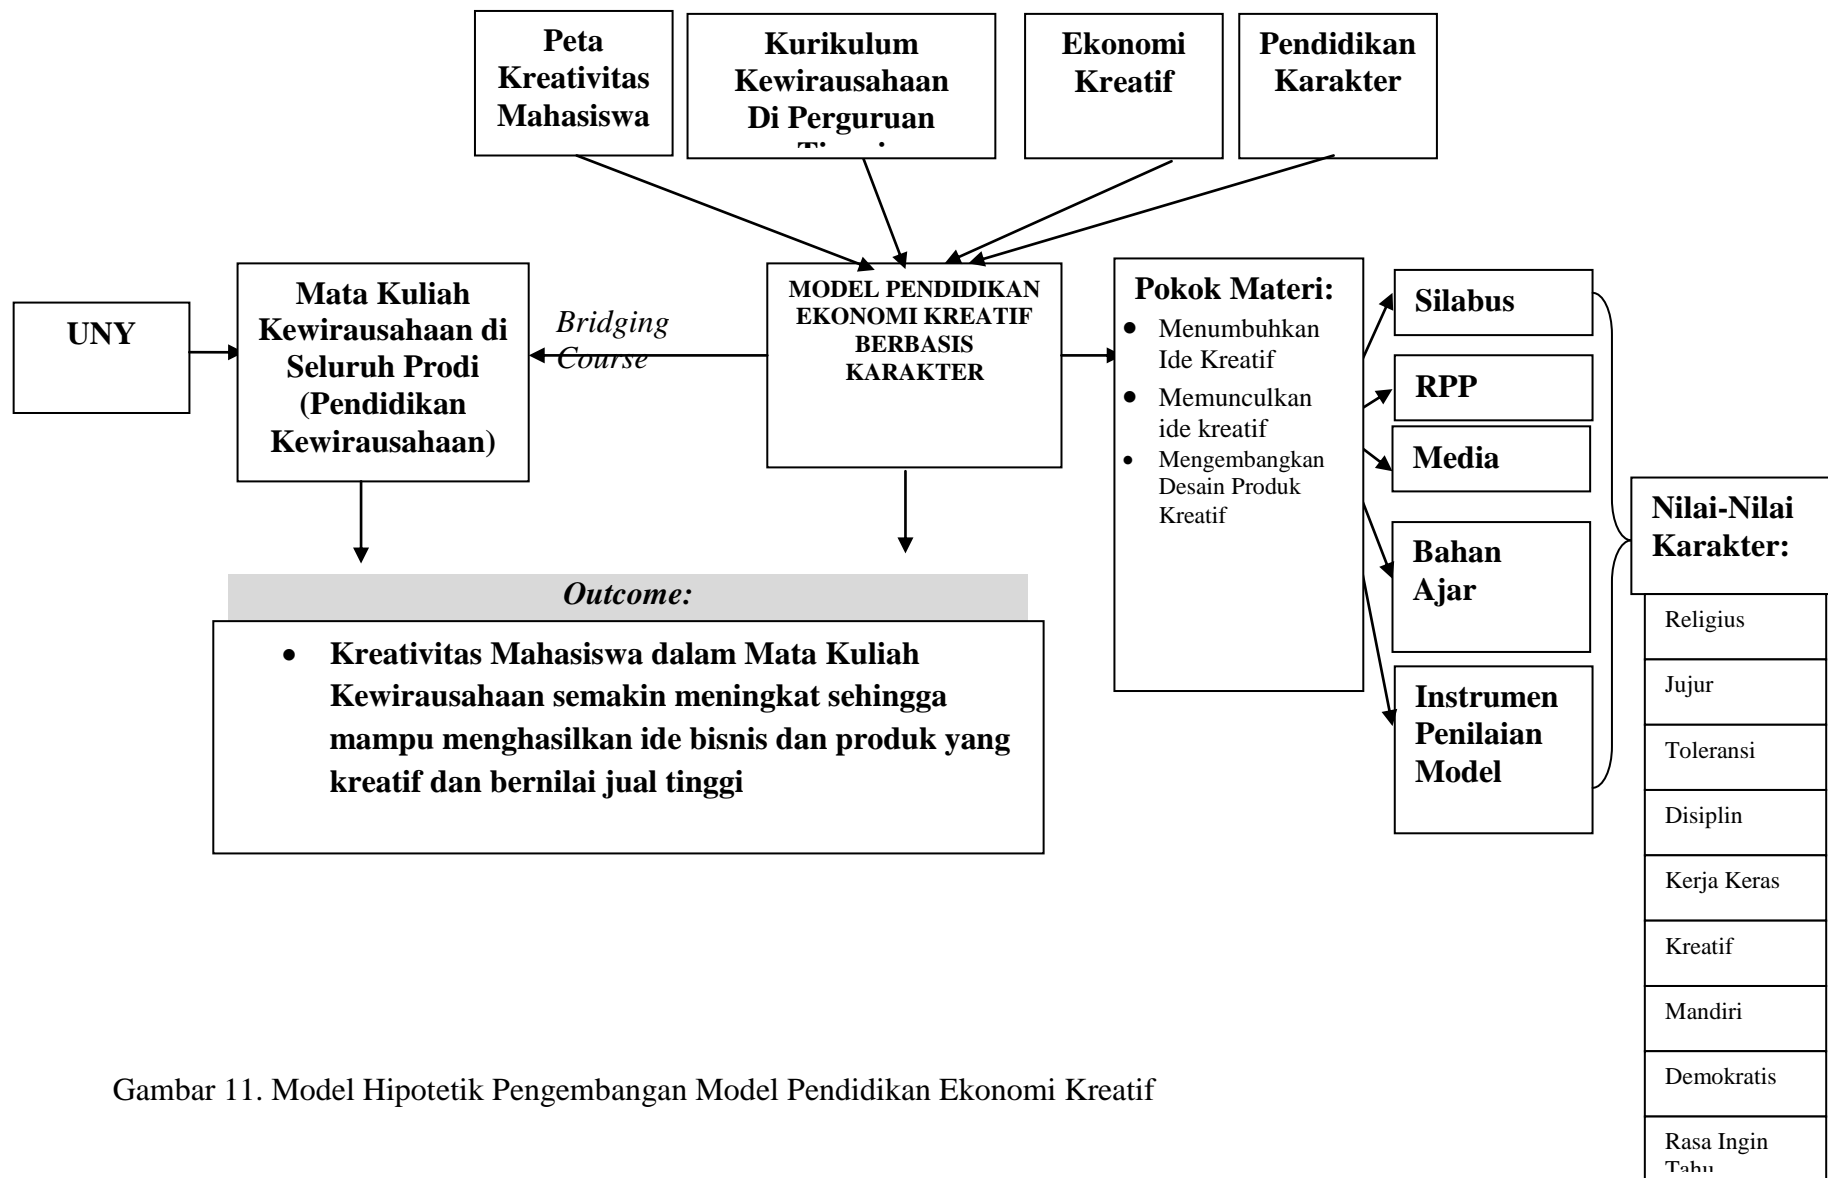 Peta
Kreativitas
Mahasiswa
Kurikulum
Kewirausahaan
Di Perguruan
Ekonomi
Kreatif
Pendidikan
Karakter
UNY
Mata Kuliah
Kewirausahaan di
Seluruh Prodi
(Pendidikan
Kewirausahaan)
Bridging
Course
MODEL PENDIDIKAN
EKONOMI KREATIF
BERBASIS
KARAKTER
Pokok Materi:
• Menumbuhkan
Ide Kreatif
• Memunculkan
ide kreatif
• Mengembangkan
Desain Produk
Kreatif
Silabus
RPP
Media
Bahan
Ajar
Instrumen
Penilaian
Model
Nilai-Nilai
Karakter:
Religius
Jujur
Toleransi
Disiplin
Kerja Keras
Kreatif
Mandiri
Demokratis
Rasa Ingin
Tahu
Outcome:
• Kreativitas Mahasiswa dalam Mata Kuliah
Kewirausahaan semakin meningkat sehingga
mampu menghasilkan ide bisnis dan produk yang
kreatif dan bernilai jual tinggi
Gambar 11. Model Hipotetik Pengembangan Model Pendidikan Ekonomi Kreatif